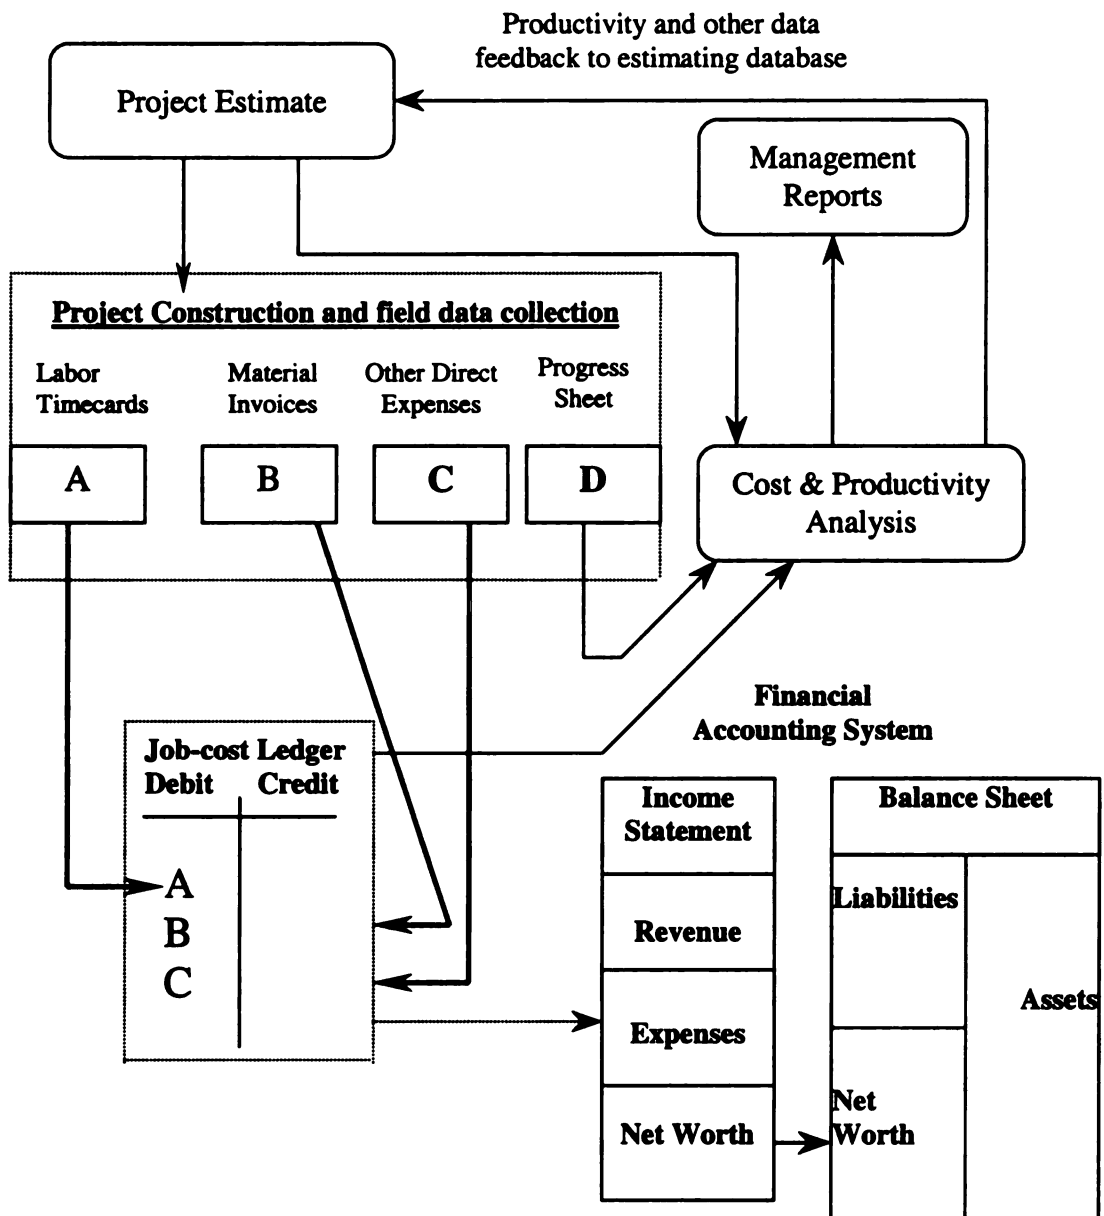 Productivity and other data
feedback to estimating database
Project Estimate
Management
Reports
Project Construction and field data collection
Labor
Timecards
Material
Invoices
Other Direct
Expenses
Progress
Sheet
A
B
C
D
Cost & Productivity
Analysis
Financial
Accounting System
Job-cost Ledger
Debit Credit
A
B
C
Income
Statement
Revenue
Expenses
Net Worth
Balance Sheet
Liabilities
Assets
Net
Worth